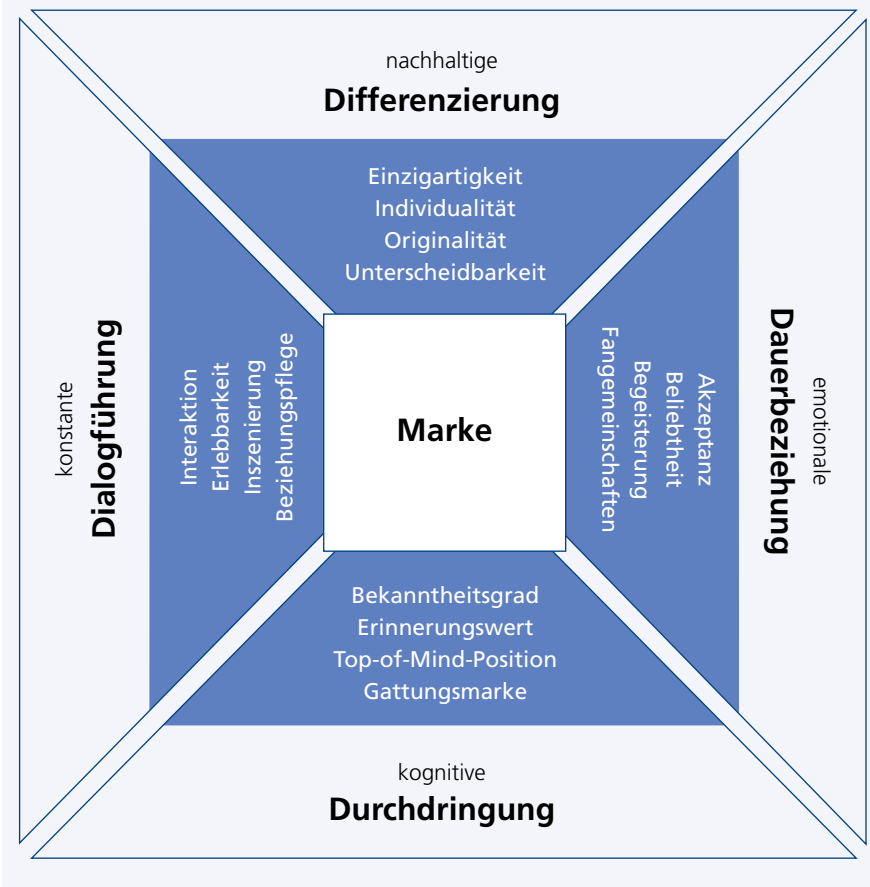 nachhaltige
Differenzierung
Einzigartigkeit
Individualität
Originalität
Unterscheidbarkeit
konstante
Dialogführung
Interaktion
Erlebbarkeit
Inszenierung
Beziehungspflege
Marke
emotionale
Dauerbeziehung
Akzeptanz
Beliebtheit
Begeisterung
Fangemeinschaften
Bekanntheitsgrad
Erinnerungswert
Top-of-Mind-Position
Gattungsmarke
kognitive
Durchdringung